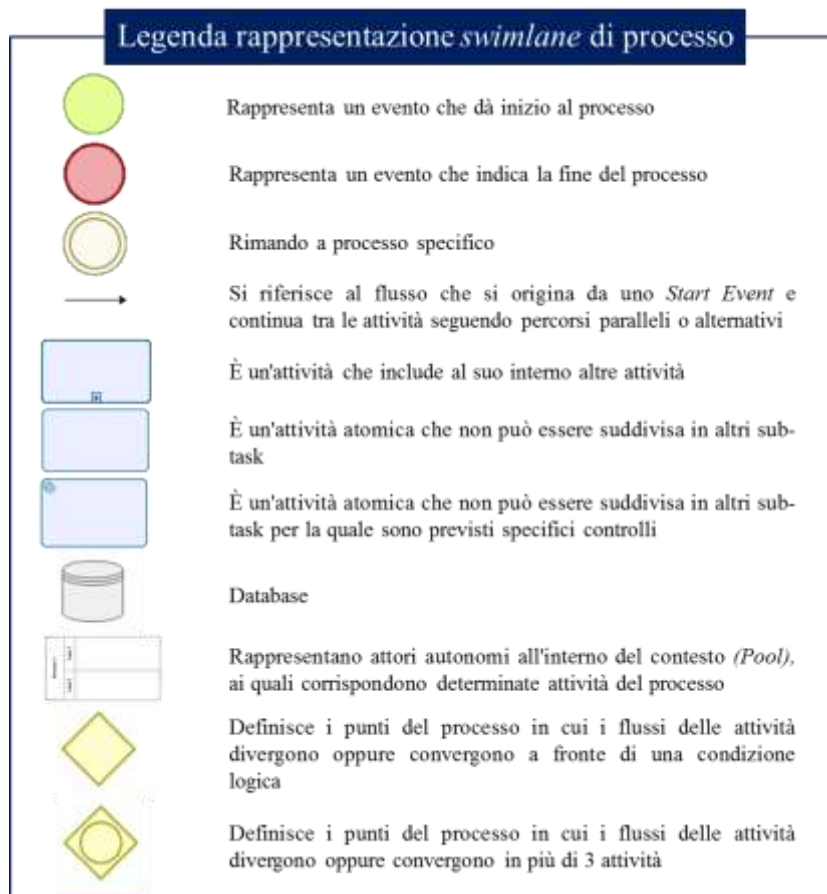 Legenda rappresentazione swimlane di processo
Rappresenta un evento che dà inizio al processo
Rappresenta un evento che indica la fine del processo
Rimando a processo specifico
Si riferisce al flusso che si origina da uno Start Event e
continua tra le attività seguendo percorsi paralleli o alternativi
È un'attività che include al suo interno altre attività
È un'attività atomica che non può essere suddivisa in altri sub-
task
È un'attività atomica che non può essere suddivisa in altri sub-
task per la quale sono previsti specifici controlli
Database
Rappresentano attori autonomi all'interno del contesto (Pool),
ai quali corrispondono determinate attività del processo
Definisce i punti del processo in cui i flussi delle attività
divergono oppure convergono a fronte di una condizione
logica
Definisce i punti del processo in cui i flussi delle attività
divergono oppure convergono in più di 3 attività